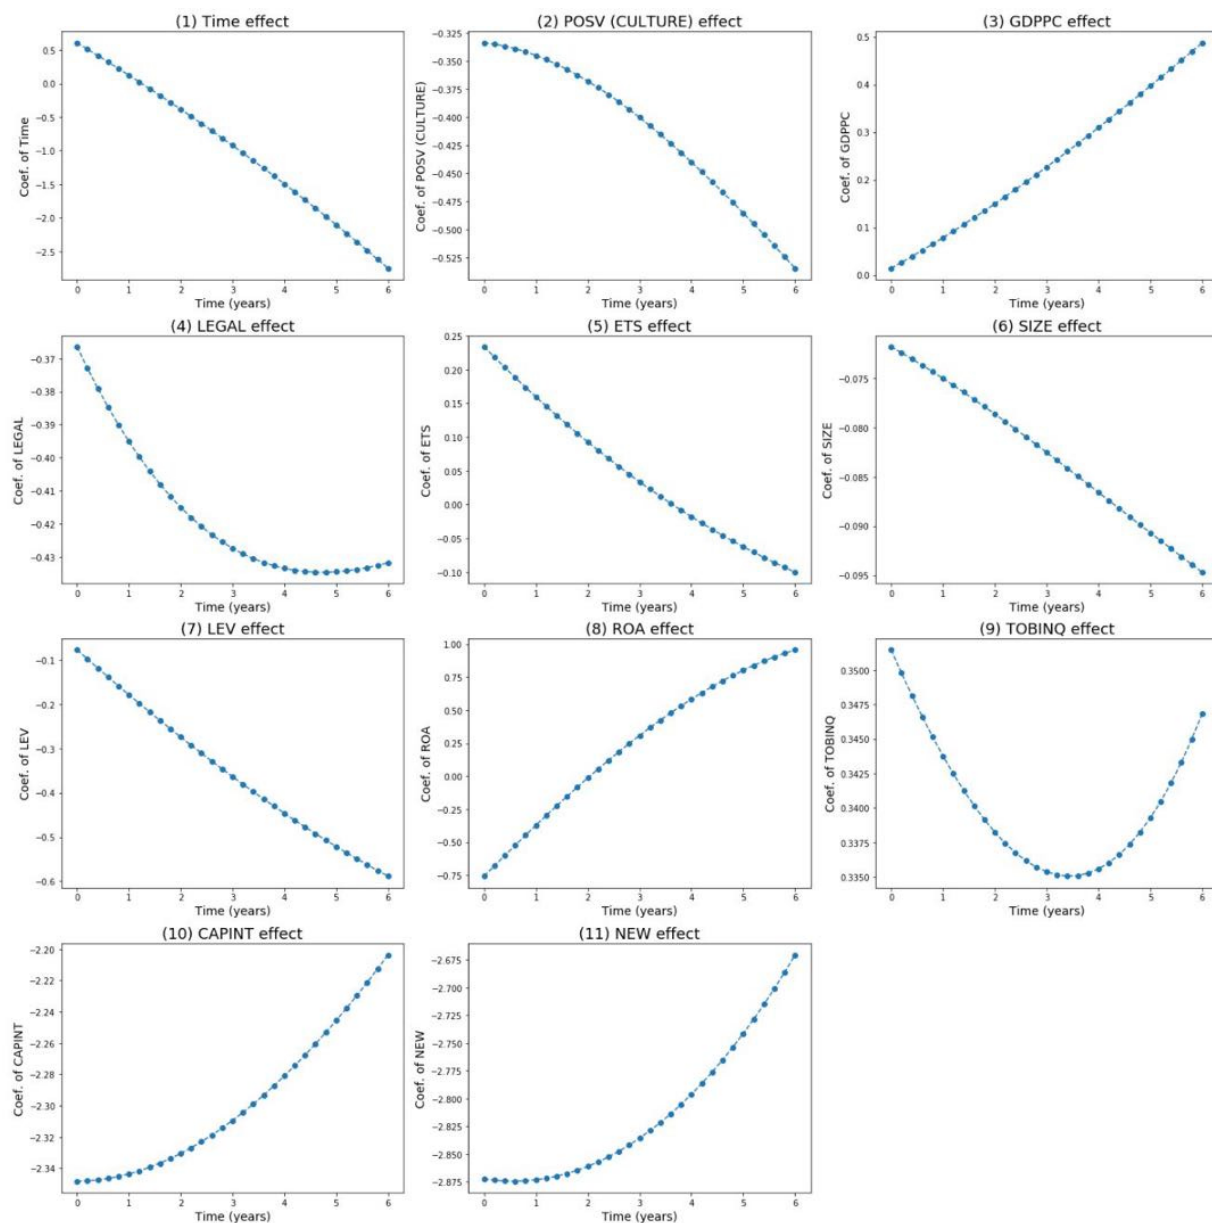 (1) Time effect
Coef. of Time
0.5
0.0
−0.5
−1.0
−1.5
−2.0
−2.5
0 1 2 3 4 5 6
Time (years)
(2) POSV (CULTURE) effect
Coef. of POSV (CULTURE)
−0.325
−0.350
−0.375
−0.400
−0.425
−0.450
−0.475
−0.500
−0.525
0 1 2 3 4 5 6
Time (years)
(3) GDPPC effect
Coef. of GDPPC
0.5
0.4
0.3
0.2
0.1
0.0
0 1 2 3 4 5 6
Time (years)
(4) LEGAL effect
Coef. of LEGAL
−0.37
−0.38
−0.39
−0.40
−0.41
−0.42
−0.43
0 1 2 3 4 5 6
Time (years)
(5) ETS effect
Coef. of ETS
0.25
0.20
0.15
0.10
0.05
0.00
−0.05
−0.10
0 1 2 3 4 5 6
Time (years)
(6) SIZE effect
Coef. of SIZE
−0.075
−0.080
−0.085
−0.090
−0.095
0 1 2 3 4 5 6
Time (years)
(7) LEV effect
Coef. of LEV
−0.1
−0.2
−0.3
−0.4
−0.5
−0.6
0 1 2 3 4 5 6
Time (years)
(8) ROA effect
Coef. of ROA
1.00
0.75
0.50
0.25
0.00
−0.25
−0.50
−0.75
0 1 2 3 4 5 6
Time (years)
(9) TOBINQ effect
Coef. of TOBINQ
0.3500
0.3475
0.3450
0.3425
0.3400
0.3375
0.3350
0 1 2 3 4 5 6
Time (years)
(10) CAPINT effect
Coef. of CAPINT
−2.20
−2.22
−2.24
−2.26
−2.28
−2.30
−2.32
−2.34
0 1 2 3 4 5 6
Time (years)
(11) NEW effect
Coef. of NEW
−2.675
−2.700
−2.725
−2.750
−2.775
−2.800
−2.825
−2.850
−2.875
0 1 2 3 4 5 6
Time (years)